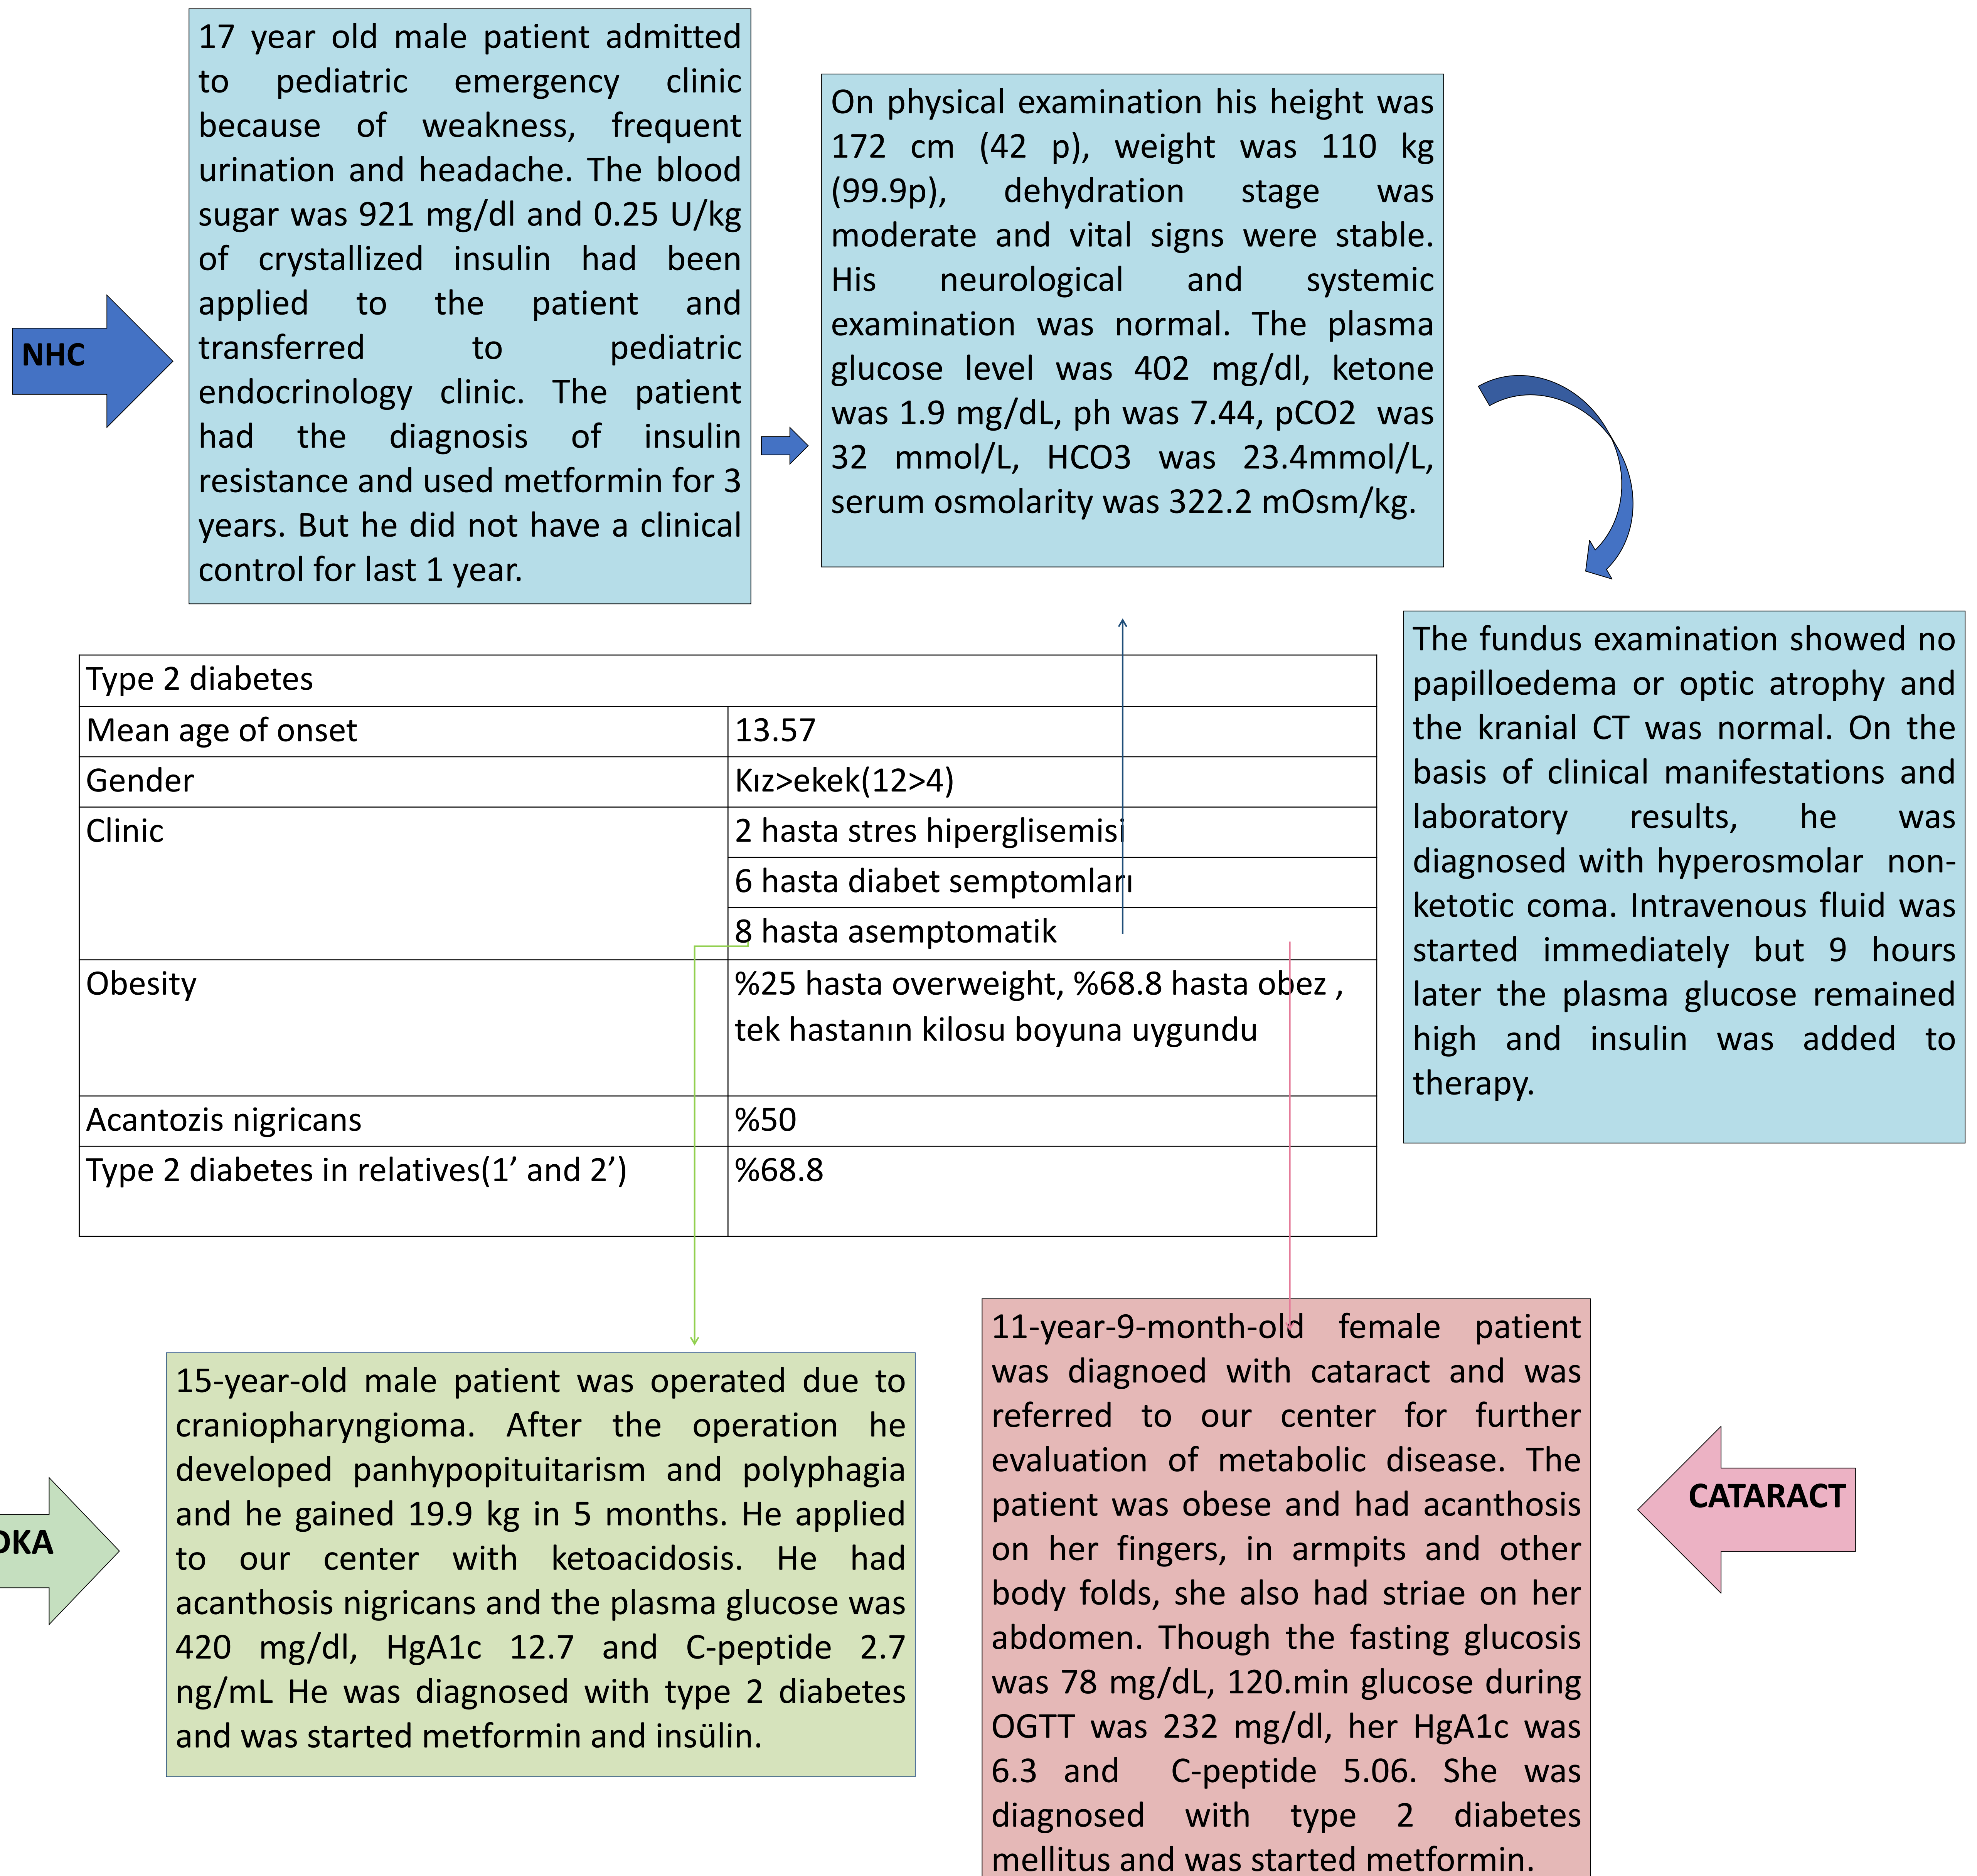 17 year old male patient admitted
to pediatric emergency clinic
because of weakness, frequent
urination and headache. The blood
sugar was 921 mg/dl and 0.25 U/kg
of crystallized insulin had been
applied to the patient and
transferred to pediatric
endocrinology clinic. The patient
had the diagnosis of insulin
resistance and used metformin for 3
years. But he did not have a clinical
control for last 1 year.
NHC
On physical examination his height was
172 cm (42 p), weight was 110 kg
(99.9p), dehydration stage was
moderate and vital signs were stable.
His neurological and systemic
examination was normal. The plasma
glucose level was 402 mg/dl, ketone
was 1.9 mg/dL, ph was 7.44, pCO2 was
32 mmol/L, HCO3 was 23.4mmol/L,
serum osmolarity was 322.2 mOsm/kg.
The fundus examination showed no
papilloedema or optic atrophy and
the kranial CT was normal. On the
basis of clinical manifestations and
laboratory results, he was
diagnosed with hyperosmolar non-
ketotic coma. Intravenous fluid was
started immediately but 9 hours
later the plasma glucose remained
high and insulin was added to
therapy.
Type 2 diabetes
Mean age of onset 13.57
Gender Kız>ekek(12>4)
Clinic 2 hasta stres hiperglisemisi
6 hasta diabet semptomları
8 hasta asemptomatik
Obesity %25 hasta overweight, %68.8 hasta obez ,
tek hastanın kilosu boyuna uygundu
Acantozis nigricans %50
Type 2 diabetes in relatives(1’ and 2’) %68.8
DKA
15-year-old male patient was operated due to
craniopharyngioma. After the operation he
developed panhypopituitarism and polyphagia
and he gained 19.9 kg in 5 months. He applied
to our center with ketoacidosis. He had
acanthosis nigricans and the plasma glucose was
420 mg/dl, HgA1c 12.7 and C-peptide 2.7
ng/mL He was diagnosed with type 2 diabetes
and was started metformin and insülin.
11-year-9-month-old female patient
was diagnoed with cataract and was
referred to our center for further
evaluation of metabolic disease. The
patient was obese and had acanthosis
on her fingers, in armpits and other
body folds, she also had striae on her
abdomen. Though the fasting glucosis
was 78 mg/dL, 120.min glucose during
OGTT was 232 mg/dl, her HgA1c was
6.3 and C-peptide 5.06. She was
diagnosed with type 2 diabetes
mellitus and was started metformin.
CATARACT